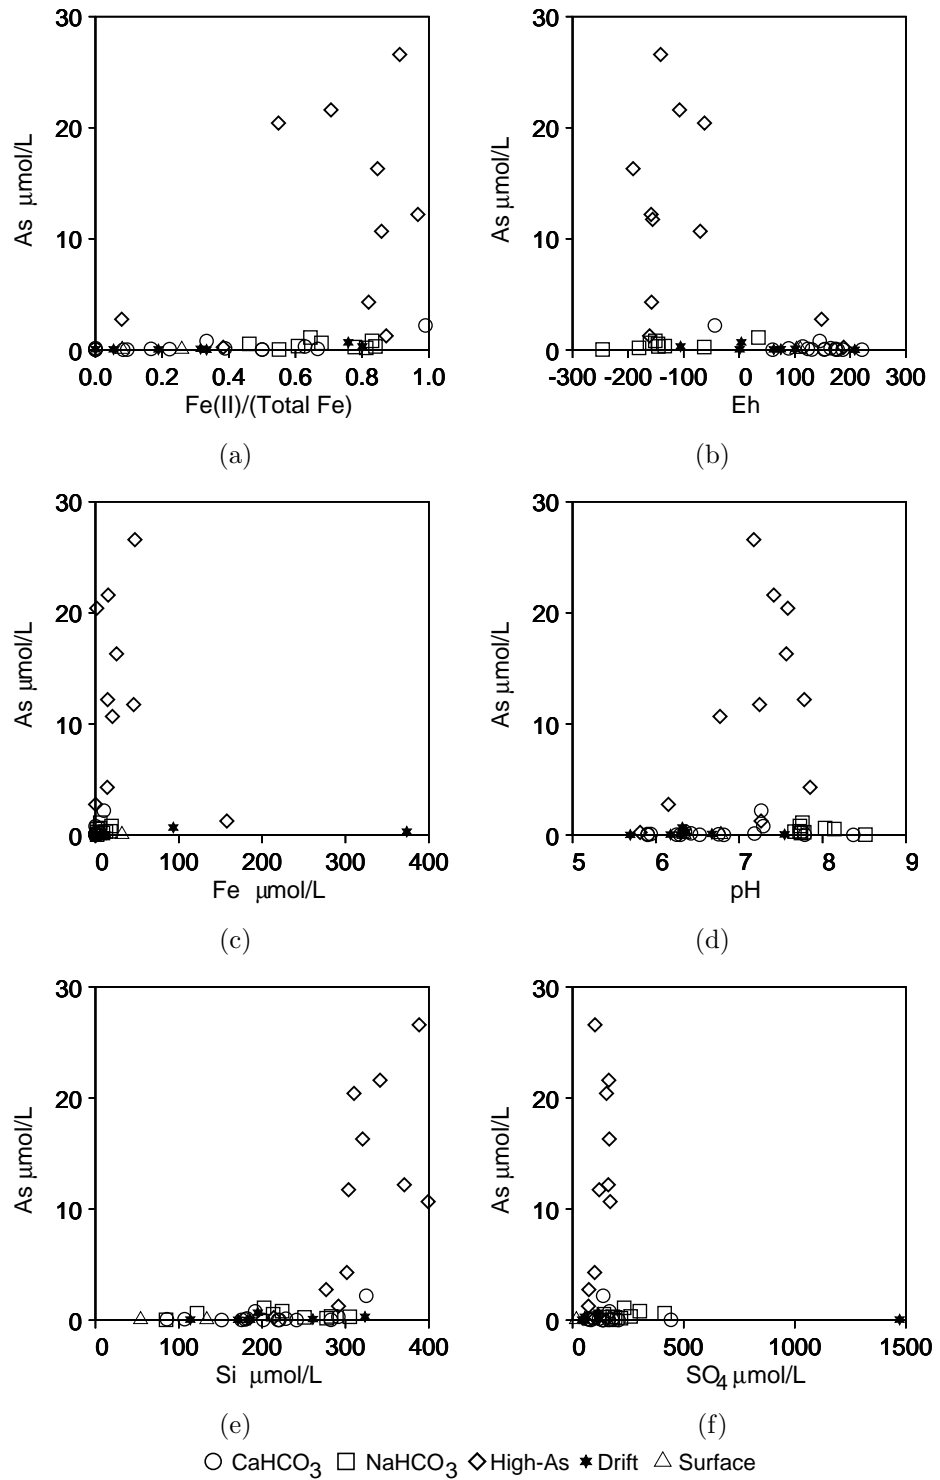 30
20
10
0
As μmol/L
0.0 0.2 0.4 0.6 0.8 1.0
Fe(II)/(Total Fe)
(a)
30
20
10
0
As μmol/L
-300 -200 -100 0 100 200 300
Eh
(b)
30
20
10
0
As μmol/L
0 100 200 300 400
Fe μmol/L
(c)
30
20
10
0
As μmol/L
5 6 7 8 9
pH
(d)
30
20
10
0
As μmol/L
0 100 200 300 400
Si μmol/L
(e)
30
20
10
0
As μmol/L
0 500 1000 1500
SO4 μmol/L
(f)
CaHCO3 NaHCO3 High-As Drift Surface